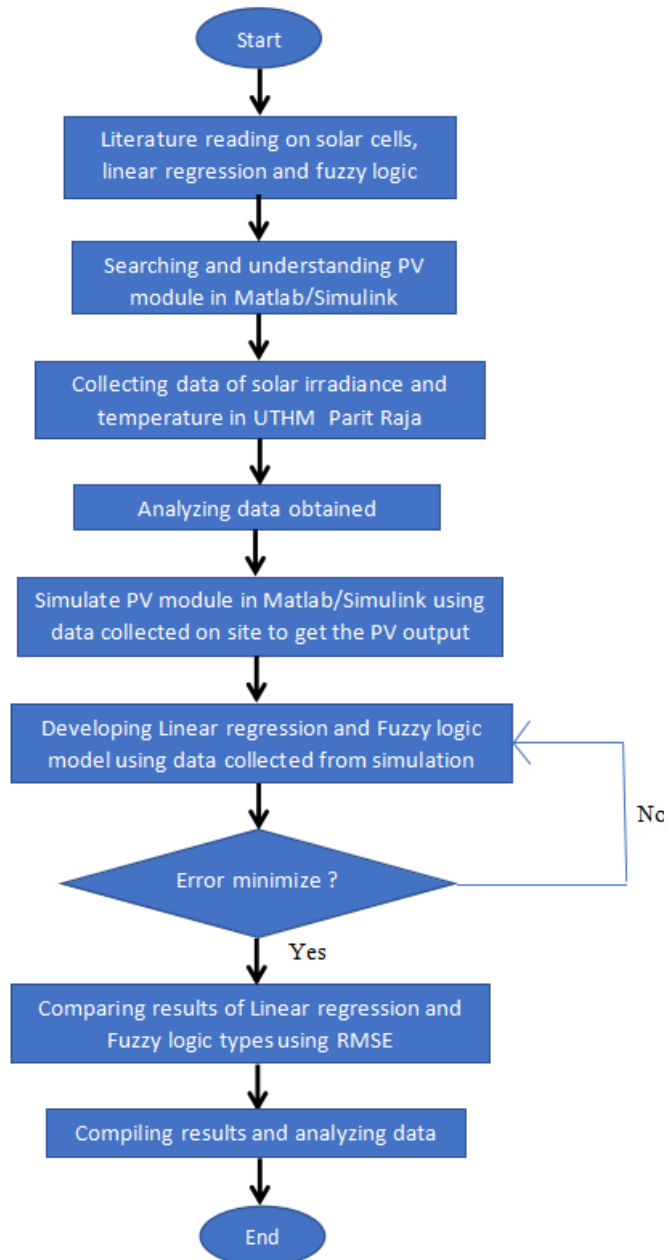 Start
Literature reading on solar cells,
linear regression and fuzzy logic
Searching and understanding PV
module in Matlab/Simulink
Collecting data of solar irradiance and
temperature in UTHM Parit Raja
Analyzing data obtained
Simulate PV module in Matlab/Simulink using
data collected on site to get the PV output
Developing Linear regression and Fuzzy logic
model using data collected from simulation
No
Error minimize ?
Yes
Comparing results of Linear regression and
Fuzzy logic types using RMSE
Compiling results and analyzing data
End